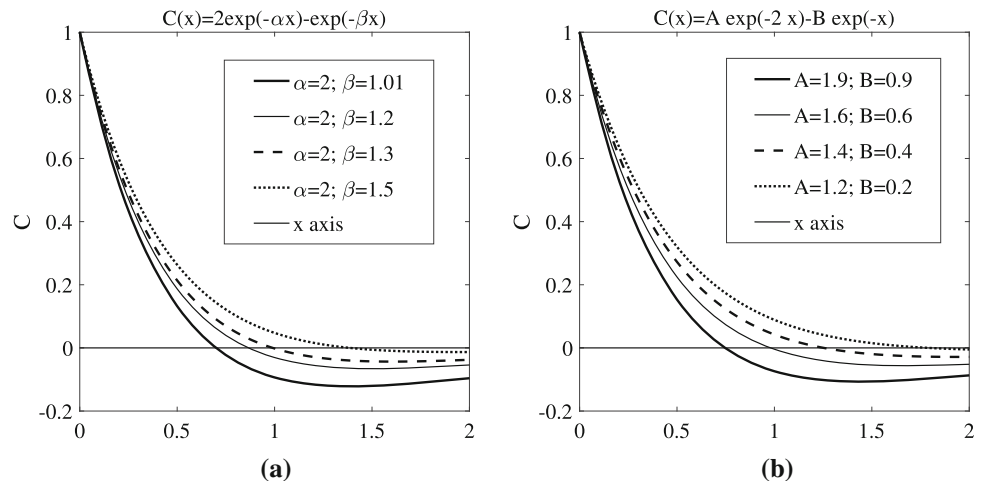 C(x)=2exp(-αx)-exp(-βx)
1
0.8
0.6
0.4
0.2
0
-0.2
C
α=2; β=1.01
α=2; β=1.2
α=2; β=1.3
α=2; β=1.5
x axis
0 0.5 1 1.5 2
(a)
C(x)=A exp(-2 x)-B exp(-x)
1
0.8
0.6
0.4
0.2
0
-0.2
C
A=1.9; B=0.9
A=1.6; B=0.6
A=1.4; B=0.4
A=1.2; B=0.2
x axis
0 0.5 1 1.5 2
(b)